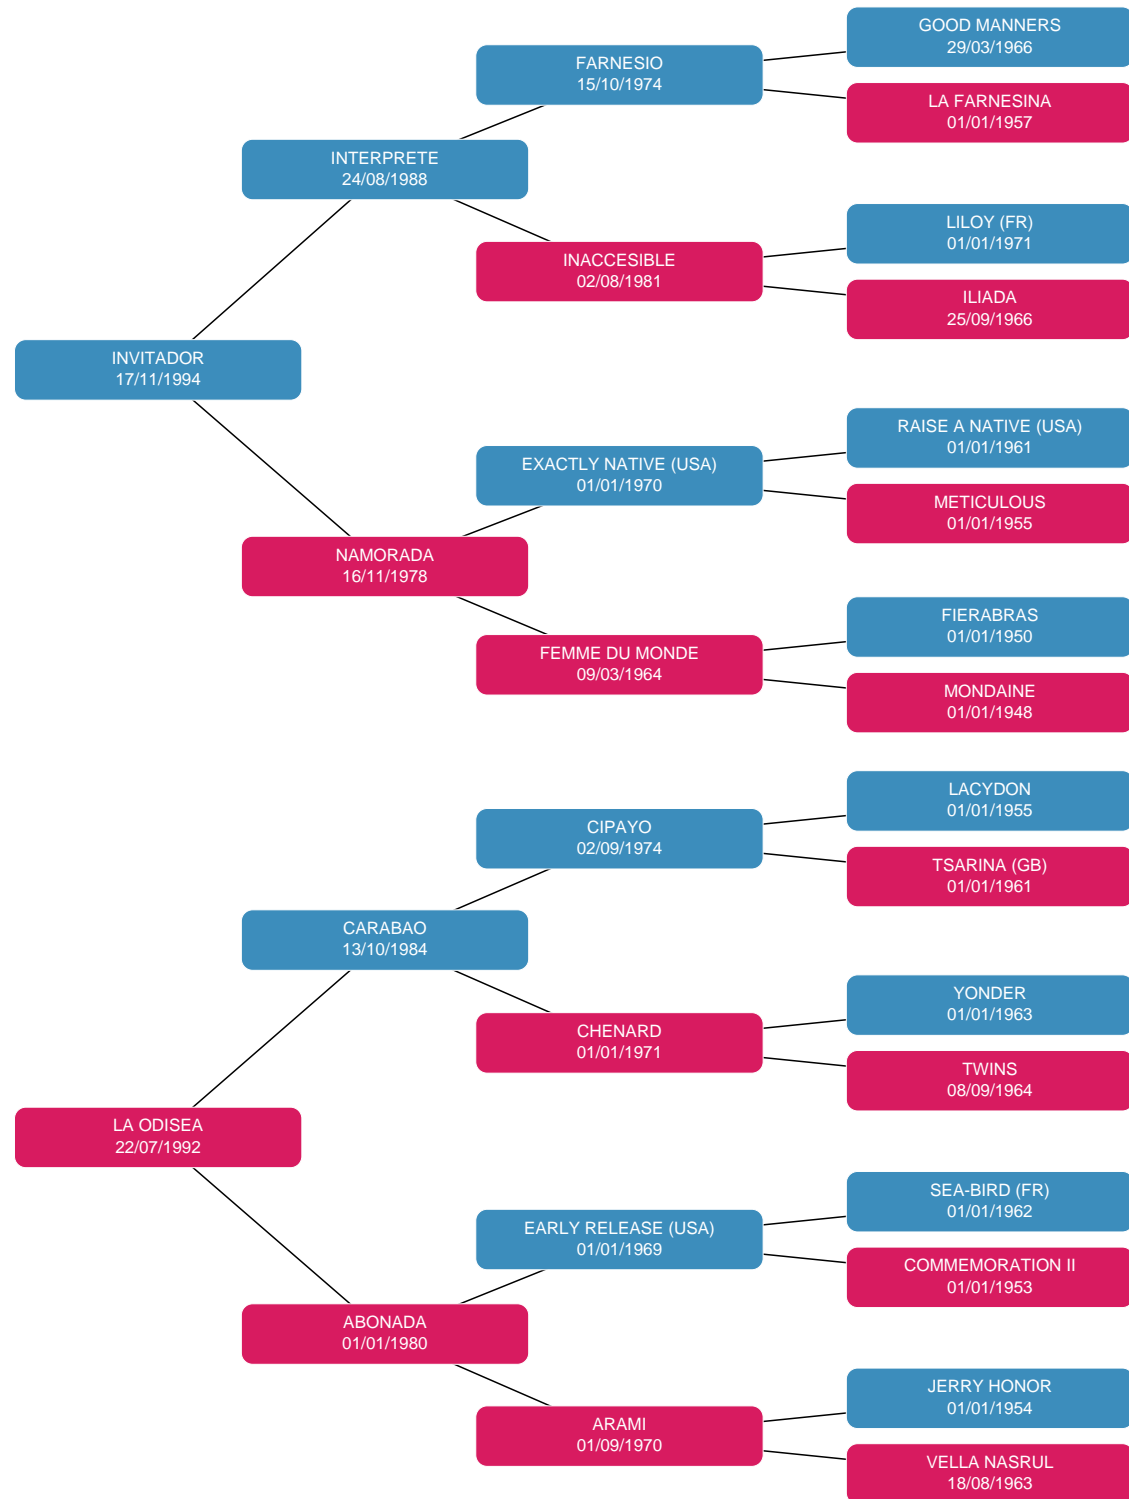 GOOD MANNERS
29/03/1966
FARNESIO
15/10/1974
LA FARNESINA
01/01/1957
INTERPRETE
24/08/1988
LILOY (FR)
01/01/1971
INACCESIBLE
02/08/1981
ILIADA
25/09/1966
INVITADOR
17/11/1994
RAISE A NATIVE (USA)
01/01/1961
EXACTLY NATIVE (USA)
01/01/1970
METICULOUS
01/01/1955
NAMORADA
16/11/1978
FIERABRAS
01/01/1950
FEMME DU MONDE
09/03/1964
MONDAINE
01/01/1948
LACYDON
01/01/1955
CIPAYO
02/09/1974
TSARINA (GB)
01/01/1961
CARABAO
13/10/1984
YONDER
01/01/1963
CHENARD
01/01/1971
TWINS
08/09/1964
LA ODISEA
22/07/1992
SEA-BIRD (FR)
01/01/1962
EARLY RELEASE (USA)
01/01/1969
COMMEMORATION II
01/01/1953
ABONADA
01/01/1980
JERRY HONOR
01/01/1954
ARAMI
01/09/1970
VELLA NASRUL
18/08/1963